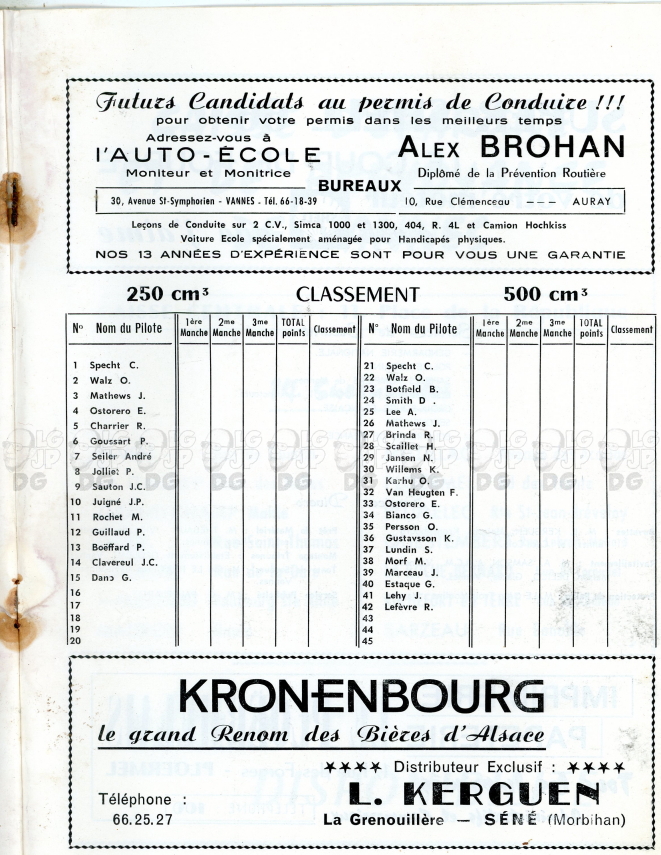 Futurs Candidats au permis de Conduire !!!
pour obtenir votre permis dans les meilleurs temps
Adressez-vous à
l'AUTO-ÉCOLE
Moniteur et Monitrice
ALEX BROHAN
Diplômé de la Prévention Routière
BUREAUX
30, Avenue St-Symphorien - VANNES - Tél. 66-18-39
10, Rue Clémenceau --- AURAY
Leçons de Conduite sur 2 C.V., Simca 1000 et 1300, 404, R. 4L et Camion Hochkiss
Voiture Ecole spécialement aménagée pour Handicapés physiques.
NOS 13 ANNÉES D'EXPÉRIENCE SONT POUR VOUS UNE GARANTIE
250 cm³ CLASSEMENT 500 cm³
N° Nom du Pilote 1ère Manche 2me Manche 3me Manche TOTAL points Classement
1 Specht C.
2 Walz O.
3 Mathews J.
4 Ostorero E.
5 Charrier R.
6 Goussart P.
7 Seiler André
8 Jolliet P.
9 Sauton J.C.
10 Juigné J.P.
11 Rochet M.
12 Guillaud P.
13 Boëffard P.
14 Clavereul J.C.
15 Dano G.
16
17
18
19
20
N° Nom du Pilote 1ère Manche 2me Manche 3me Manche TOTAL points Classement
21 Specht C.
22 Walz O.
23 Botfield B.
24 Smith D .
25 Lee A.
26 Mathews J.
27 Brinda R.
28 Scaillet H.
29 Jansen N.
30 Willems K.
31 Karhu O.
32 Van Heugten F.
33 Ostorero E.
34 Bianco G.
35 Persson O.
36 Gustavsson K.
37 Lundin S.
38 Morf M.
39 Marceau J.
40 Estaque G.
41 Lehy J.
42 Lefèvre R.
43
44
45
LG JP DG
KRONENBOURG
le grand Renom des Bières d'Alsace
★★★★ Distributeur Exclusif : ★★★★
Téléphone :
66.25.27
L. KERGUEN
La Grenouillère — SÉNÉ (Morbihan)